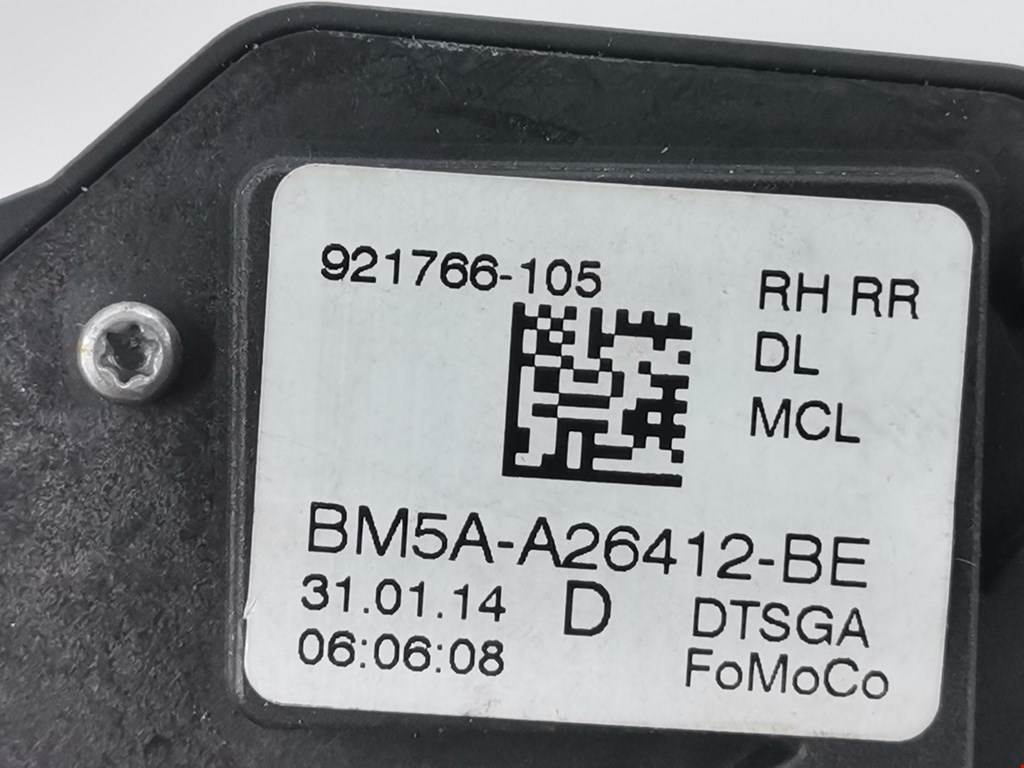 921766-105
RH RR
DL
MCL
BM5A-A26412-BE
31.01.14
D
DTSGA
06:06:08
FoMoCo